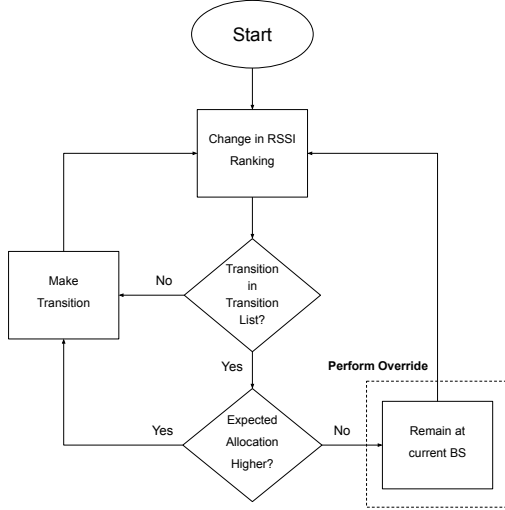 Start
Change in RSSI
Ranking
Make
Transition
No
Transition
in
Transition
List?
Yes
Perform Override
Yes
Expected
Allocation
Higher?
No
Remain at
current BS